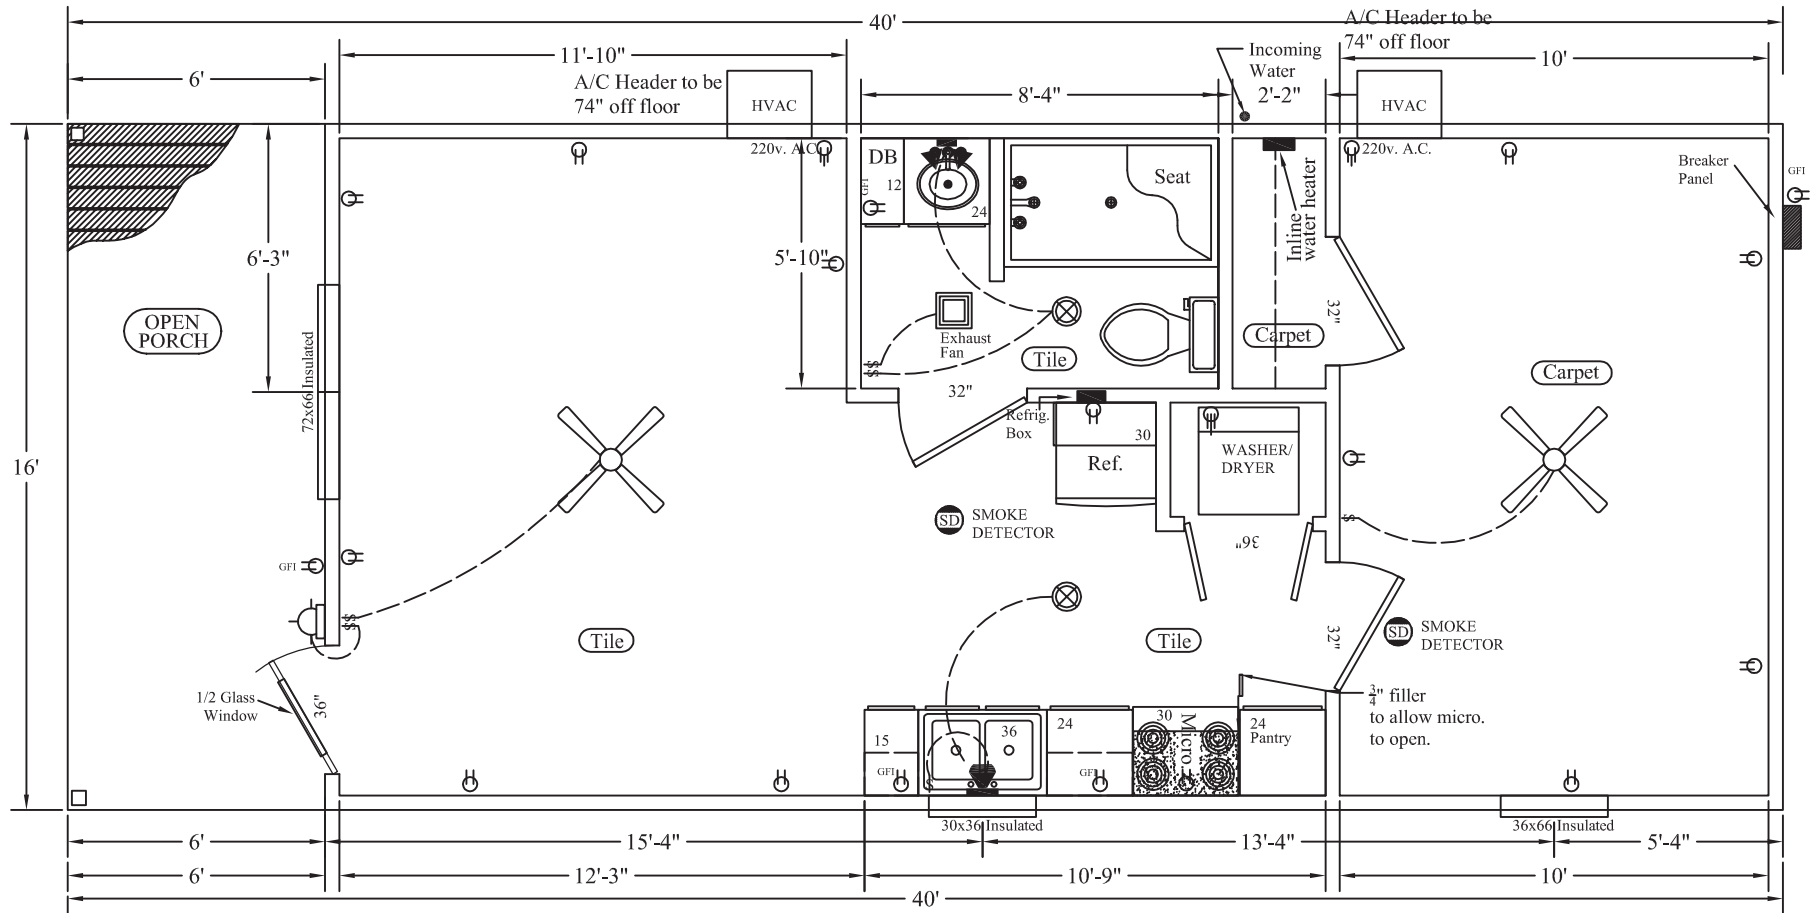 40'
A/C Header to be
74" off floor
11'-10"
6'
A/C Header to be
74" off floor
HVAC
8'-4"
Incoming
Water
2'-2"
10'
HVAC
220v. A.C.
DB
12
GFI
24
Seat
Inline
water heater
220v. A.C.
Breaker
Panel
GFI
6'-3"
5'-10"
OPEN
PORCH
72x66 Insulated
Exhaust
Fan
Tile
$$
32"
Carpet
32"
Carpet
16'
Refrig.
Box
30
Ref.
WASHER/
DRYER
SD
SMOKE
DETECTOR
36"
$
GFI
$$
Tile
Tile
32"
SD
SMOKE
DETECTOR
1/2 Glass
Window
36"
3/4" filler
to allow micro.
to open.
15
36
24
30
Micro.
24
Pantry
GFI
$
GFI
30x36 Insulated
36x66 Insulated
6'
15'-4"
13'-4"
5'-4"
6'
12'-3"
10'-9"
10'
40'